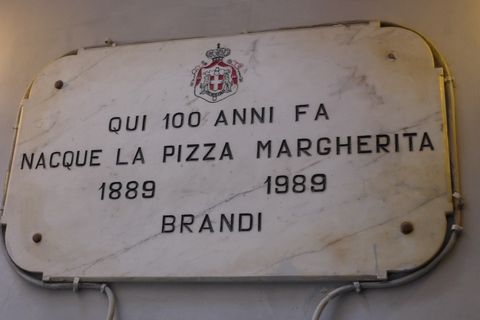 QUI 100 ANNI FA
NACQUE LA PIZZA MARGHERITA
1889 1989
BRANDI